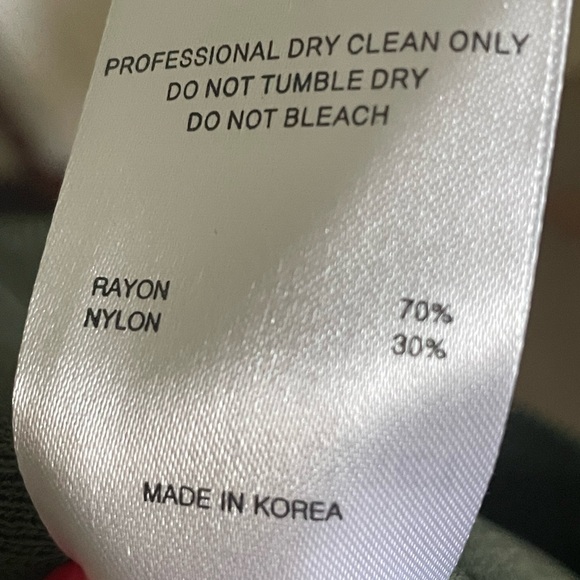 PROFESSIONAL DRY CLEAN ONLY
DO NOT TUMBLE DRY
DO NOT BLEACH
RAYON 70%
NYLON 30%
MADE IN KOREA